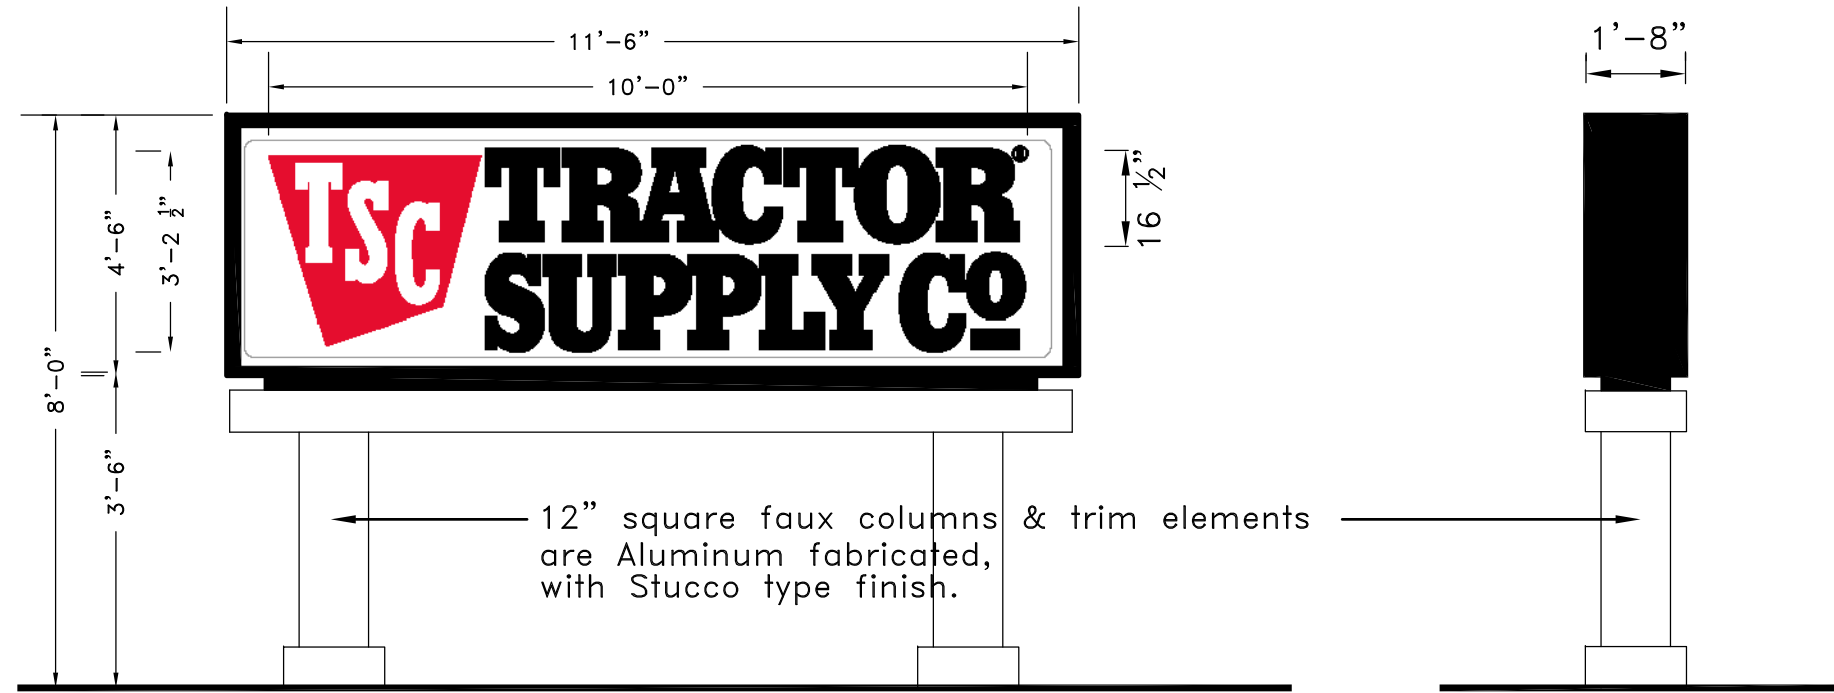 11'-6"
1'-8"
10'-0"
TSC
TRACTOR®
SUPPLY Co
16 1/2"
4'-6"
3'-2 1/2"
8'-0"
3'-6"
12" square faux columns & trim elements
are Aluminum fabricated,
with Stucco type finish.